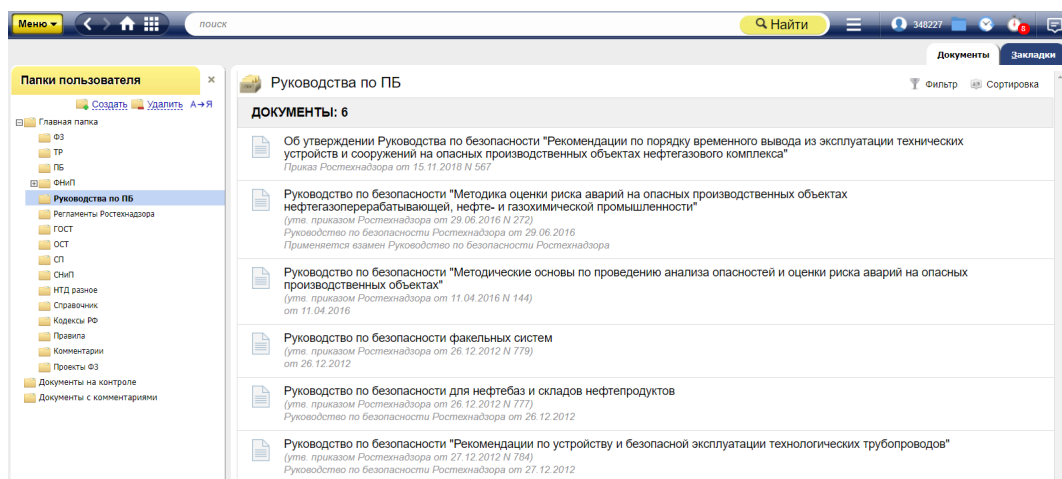 Меню
поиск
Найти
348227
8
Документы
Закладки
Папки пользователя
×
Создать Удалить А→Я
Главная папка
ФЗ
ТР
ПБ
ФНиП
Руководства по ПБ
Регламенты Ростехнадзора
ГОСТ
ОСТ
СП
СНиП
НТД разное
Справочник
Кодексы РФ
Правила
Комментарии
Проекты ФЗ
Документы на контроле
Документы с комментариями
Руководства по ПБ
Фильтр
Сортировка
ДОКУМЕНТЫ: 6
Об утверждении Руководства по безопасности "Рекомендации по порядку временного вывода из эксплуатации технических
устройств и сооружений на опасных производственных объектах нефтегазового комплекса"
Приказ Ростехнадзора от 15.11.2018 N 567
Руководство по безопасности "Методика оценки риска аварий на опасных производственных объектах
нефтегазоперерабатывающей, нефте- и газохимической промышленности"
(утв. приказом Ростехнадзора от 29.06.2016 N 272)
Руководство по безопасности Ростехнадзора от 29.06.2016
Применяется взамен Руководство по безопасности Ростехнадзора
Руководство по безопасности "Методические основы по проведению анализа опасностей и оценки риска аварий на опасных
производственных объектах"
(утв. приказом Ростехнадзора от 11.04.2016 N 144)
от 11.04.2016
Руководство по безопасности факельных систем
(утв. приказом Ростехнадзора от 26.12.2012 N 779)
от 26.12.2012
Руководство по безопасности для нефтебаз и складов нефтепродуктов
(утв. приказом Ростехнадзора от 26.12.2012 N 777)
Руководство по безопасности Ростехнадзора от 26.12.2012
Руководство по безопасности "Рекомендации по устройству и безопасной эксплуатации технологических трубопроводов"
(утв. приказом Ростехнадзора от 27.12.2012 N 784)
Руководство по безопасности Ростехнадзора от 27.12.2012